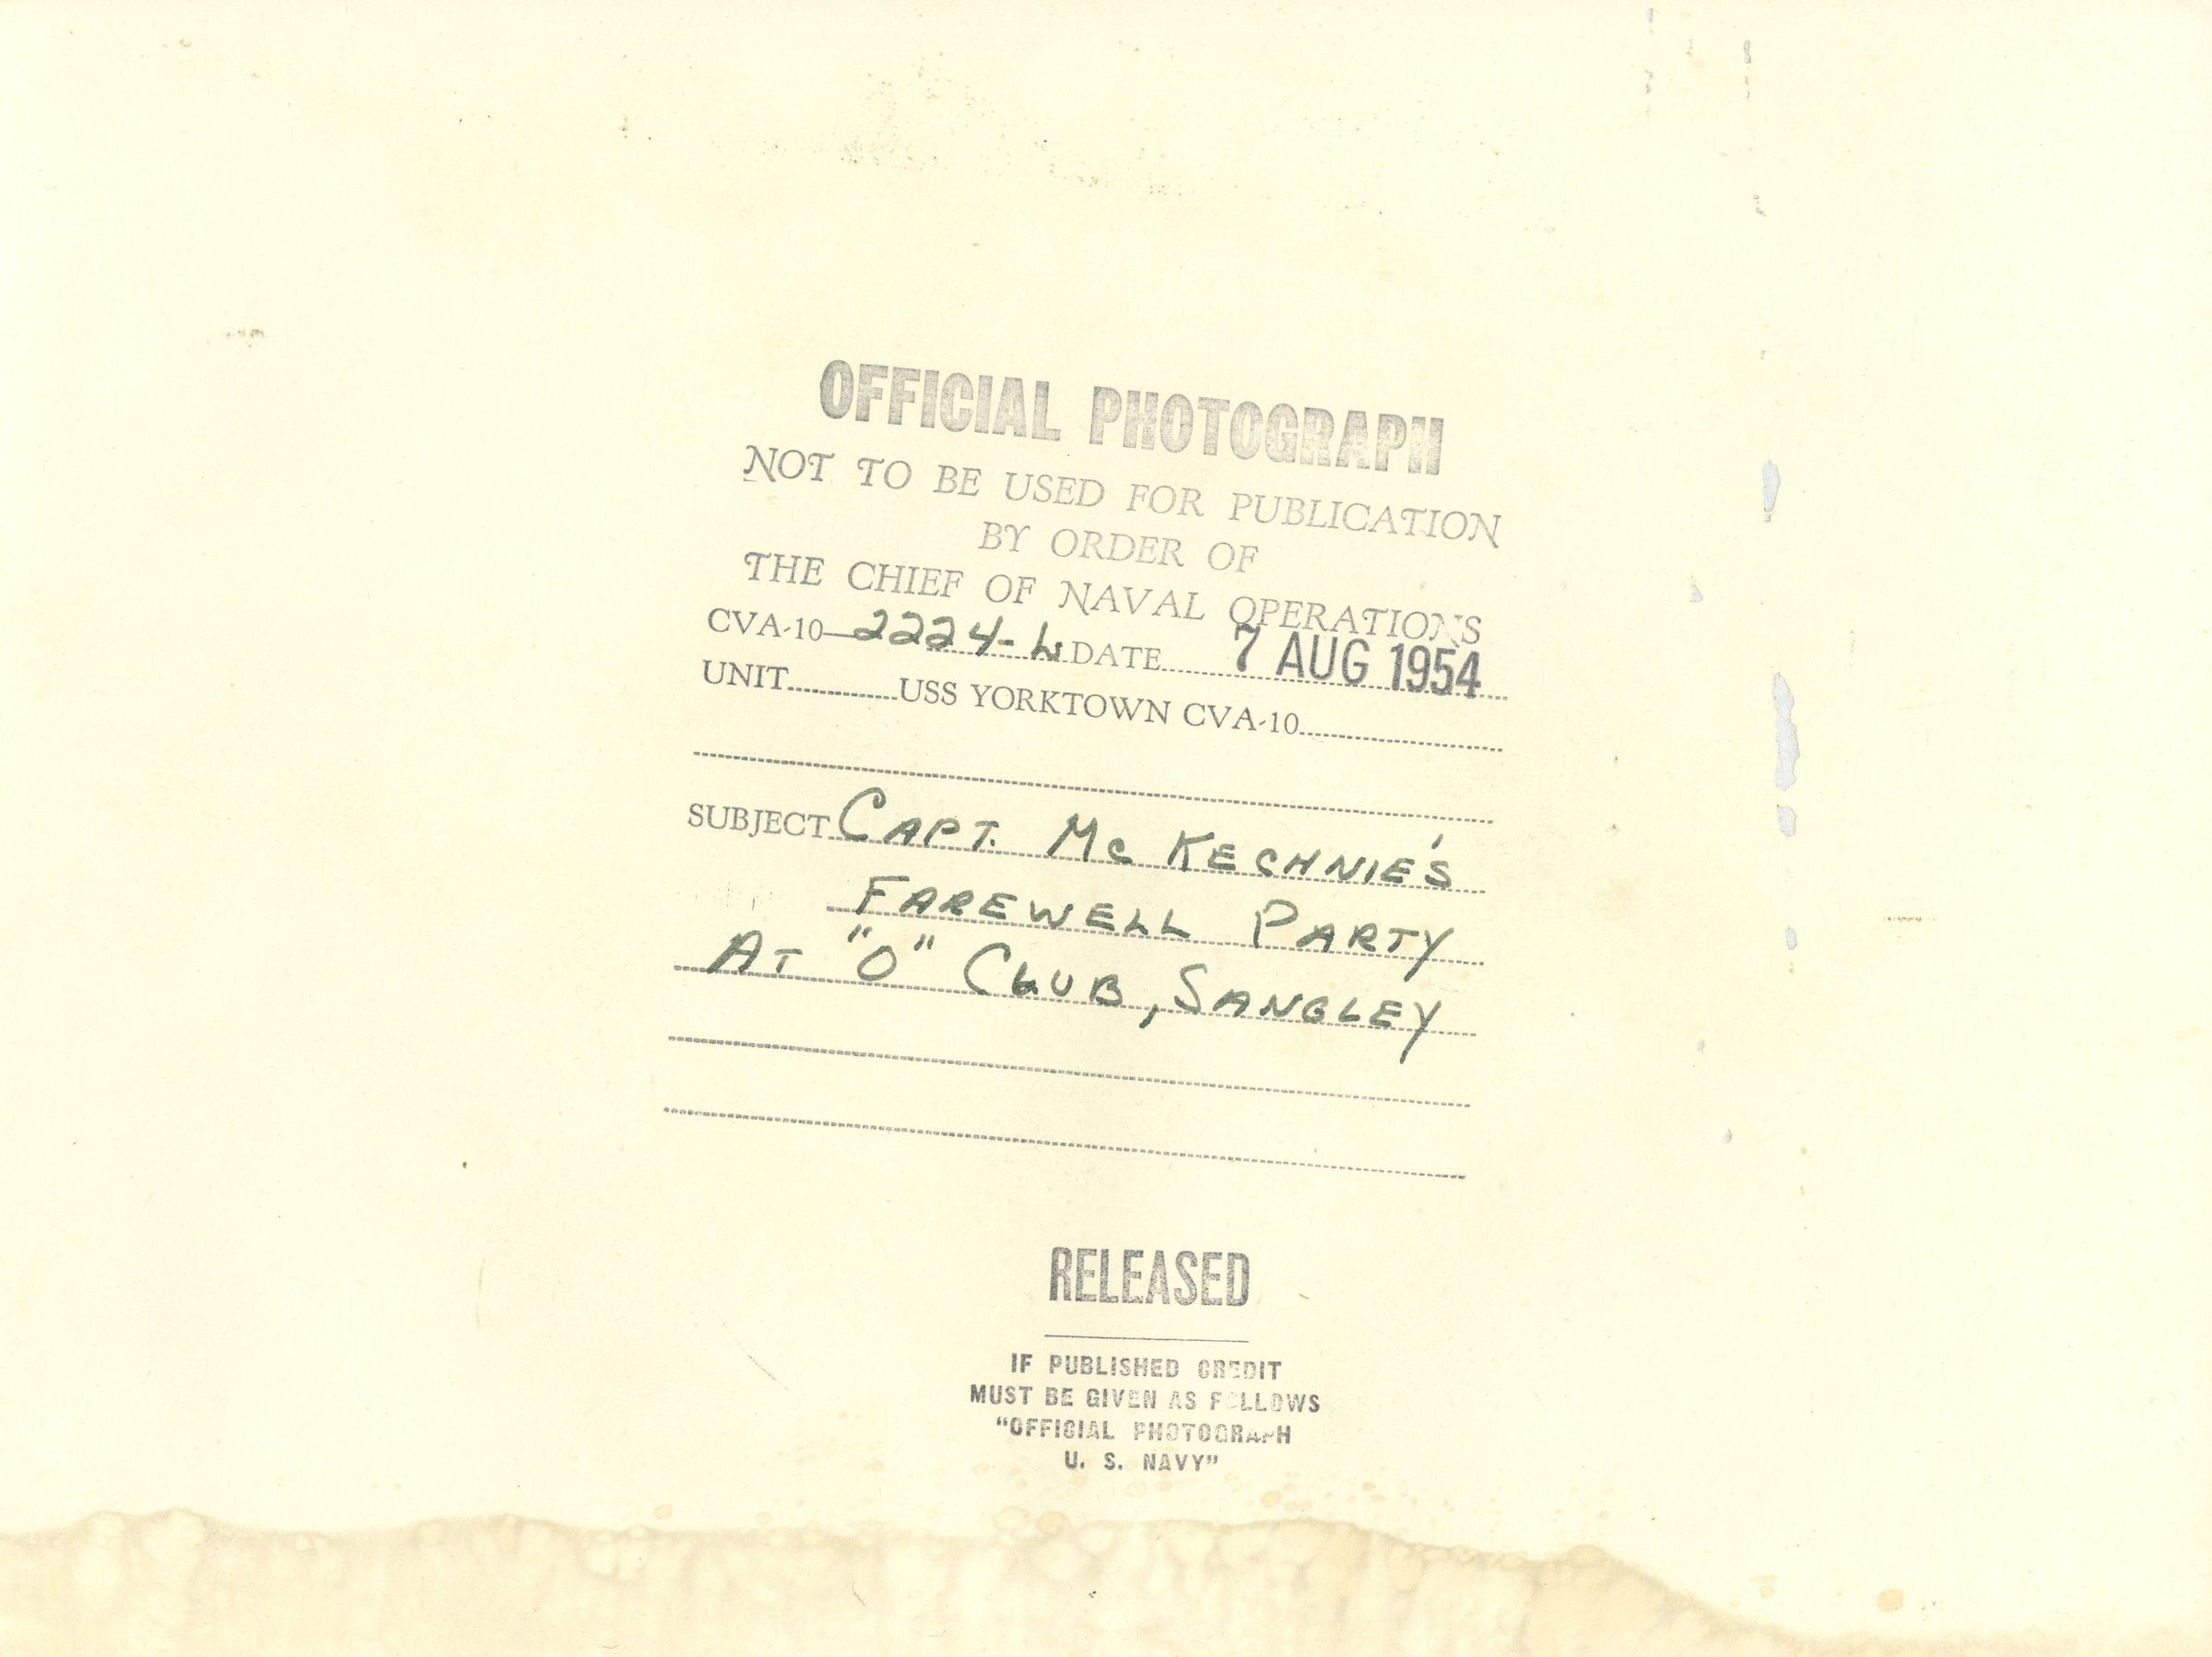 OFFICIAL PHOTOGRAPH
NOT TO BE USED FOR PUBLICATION
BY ORDER OF
THE CHIEF OF NAVAL OPERATIONS
CVA-10—2224-L DATE 7 AUG 1954
UNIT USS YORKTOWN CVA-10
SUBJECT CAPT. McKECHNIE'S
FAREWELL PARTY
AT "O" CLUB, SANGLEY
RELEASED
IF PUBLISHED CREDIT
MUST BE GIVEN AS FOLLOWS
"OFFICIAL PHOTOGRAPH
U. S. NAVY"